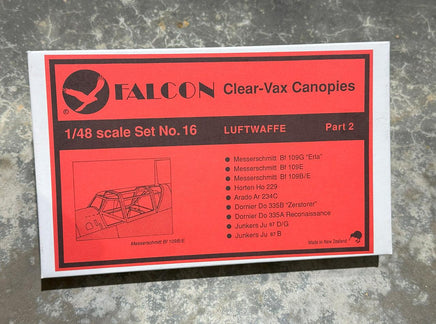 FALCON Clear-Vax Canopies
1/48 scale Set No. 16 LUFTWAFFE Part 2
Messerschmitt Bf 109G "Erla"
Messerschmitt Bf 109E
Messerschmitt Bf 109B/E
Horten Ho 229
Arado Ar 234C
Dornier Do 335B "Zerstorer"
Dornier Do 335A Reconaissance
Junkers Ju 87 D/G
Junkers Ju 87 B
Messerschmitt Bf 109B/E
Made in New Zealand